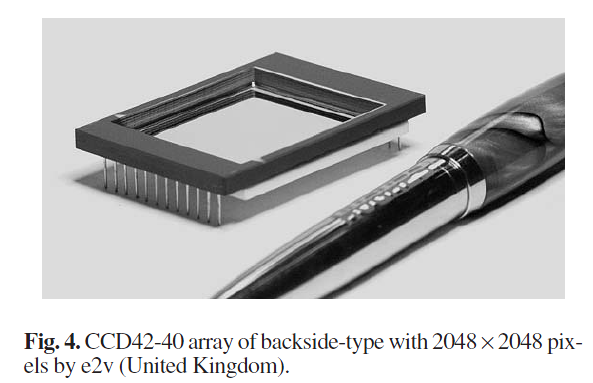 Fig. 4. CCD42-40 array of backside-type with 2048 × 2048 pix-
els by e2v (United Kingdom).